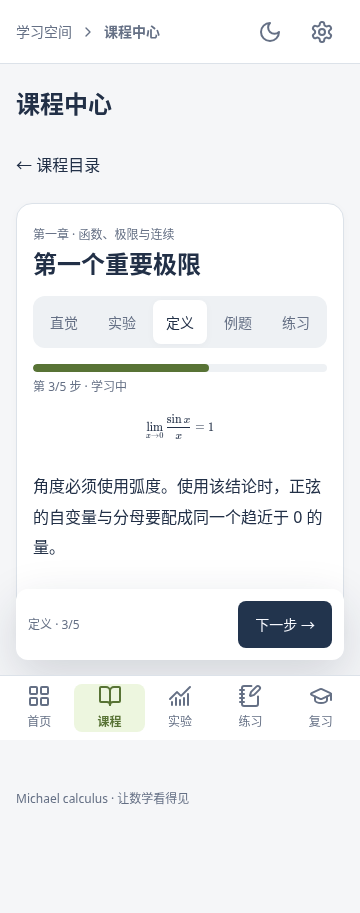 学习空间 > 课程中心
课程中心
← 课程目录
第一章 · 函数、极限与连续
第一个重要极限
直觉 实验 定义 例题 练习
第 3/5 步 · 学习中
lim x→0 sin x / x = 1
角度必须使用弧度。使用该结论时，正弦
的自变量与分母要配成同一个趋近于 0 的
量。
定义 · 3/5
下一步 →
首页 课程 实验 练习 复习
Michael calculus · 让数学看得见